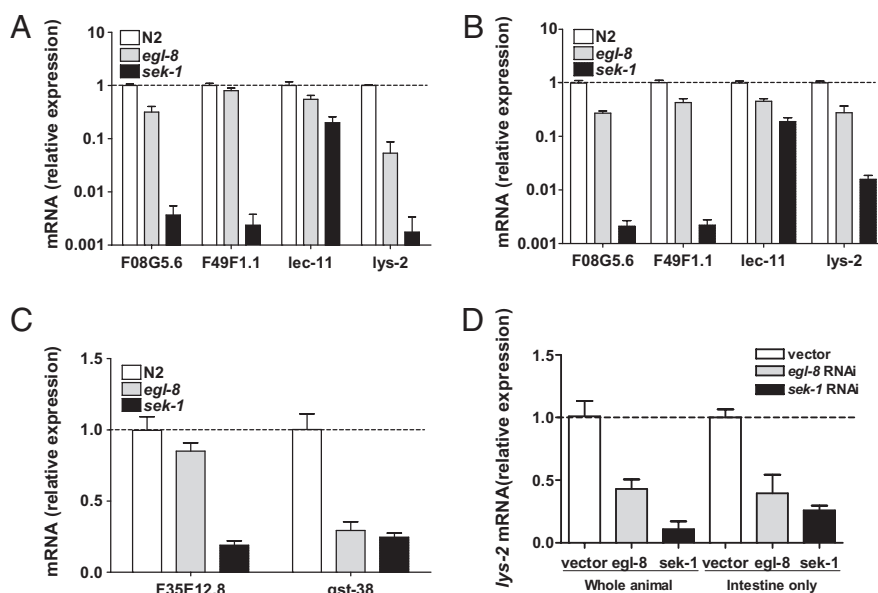 A
mRNA (relative expression)
10
1
0.1
0.01
0.001
N2
egl-8
sek-1
F08G5.6 F49F1.1 lec-11 lys-2
B
mRNA (relative expression)
10
1
0.1
0.01
0.001
N2
egl-8
sek-1
F08G5.6 F49F1.1 lec-11 lys-2
C
mRNA (relative expression)
1.5
1.0
0.5
0.0
N2
egl-8
sek-1
F35E12.8 gst-38
D
lys-2 mRNA(relative expression)
1.5
1.0
0.5
0.0
vector
egl-8 RNAi
sek-1 RNAi
vector egl-8 sek-1 vector egl-8 sek-1
Whole animal Intestine only